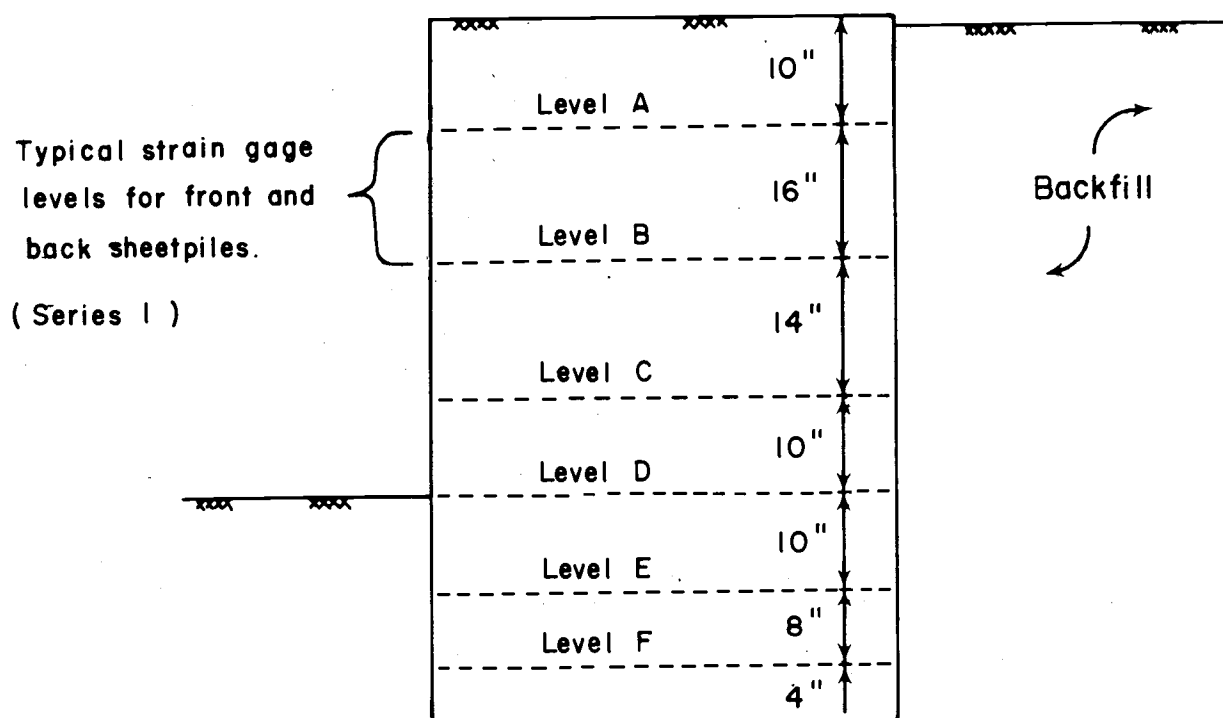 10"
Level A
Typical strain gage
levels for front and
back sheetpiles.
(Series 1)
16"
Backfill
Level B
14"
Level C
10"
Level D
10"
Level E
8"
Level F
4"